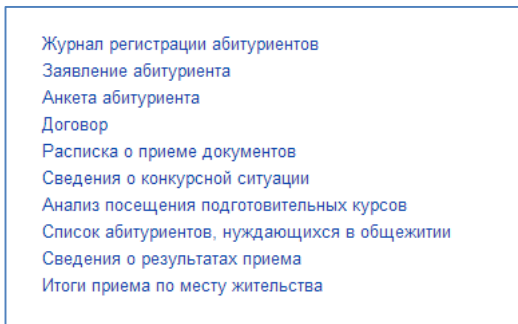 Журнал регистрации абитуриентов
Заявление абитуриента
Анкета абитуриента
Договор
Расписка о приеме документов
Сведения о конкурсной ситуации
Анализ посещения подготовительных курсов
Список абитуриентов, нуждающихся в общежитии
Сведения о результатах приема
Итоги приема по месту жительства